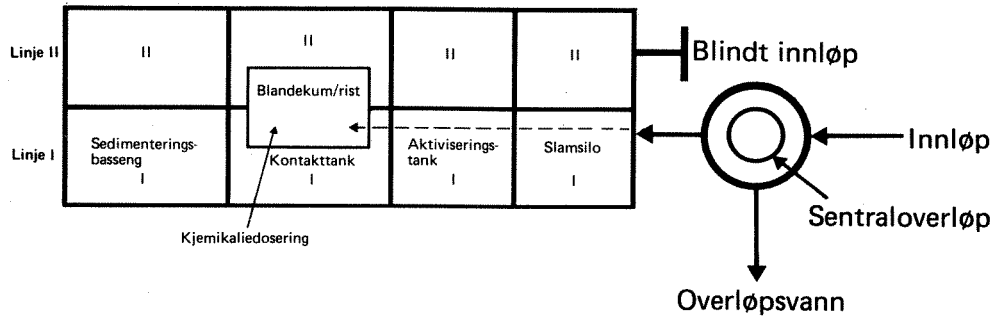 Linje II
II
II
II
II
Blindt innløp
Blandekum/rist
Linje I
Sedimenterings-
basseng
I
Kontakttank
I
Aktiviserings-
tank
I
Slamsilo
I
Innløp
Sentraloverløp
Kjemikaliedosering
Overløpsvann